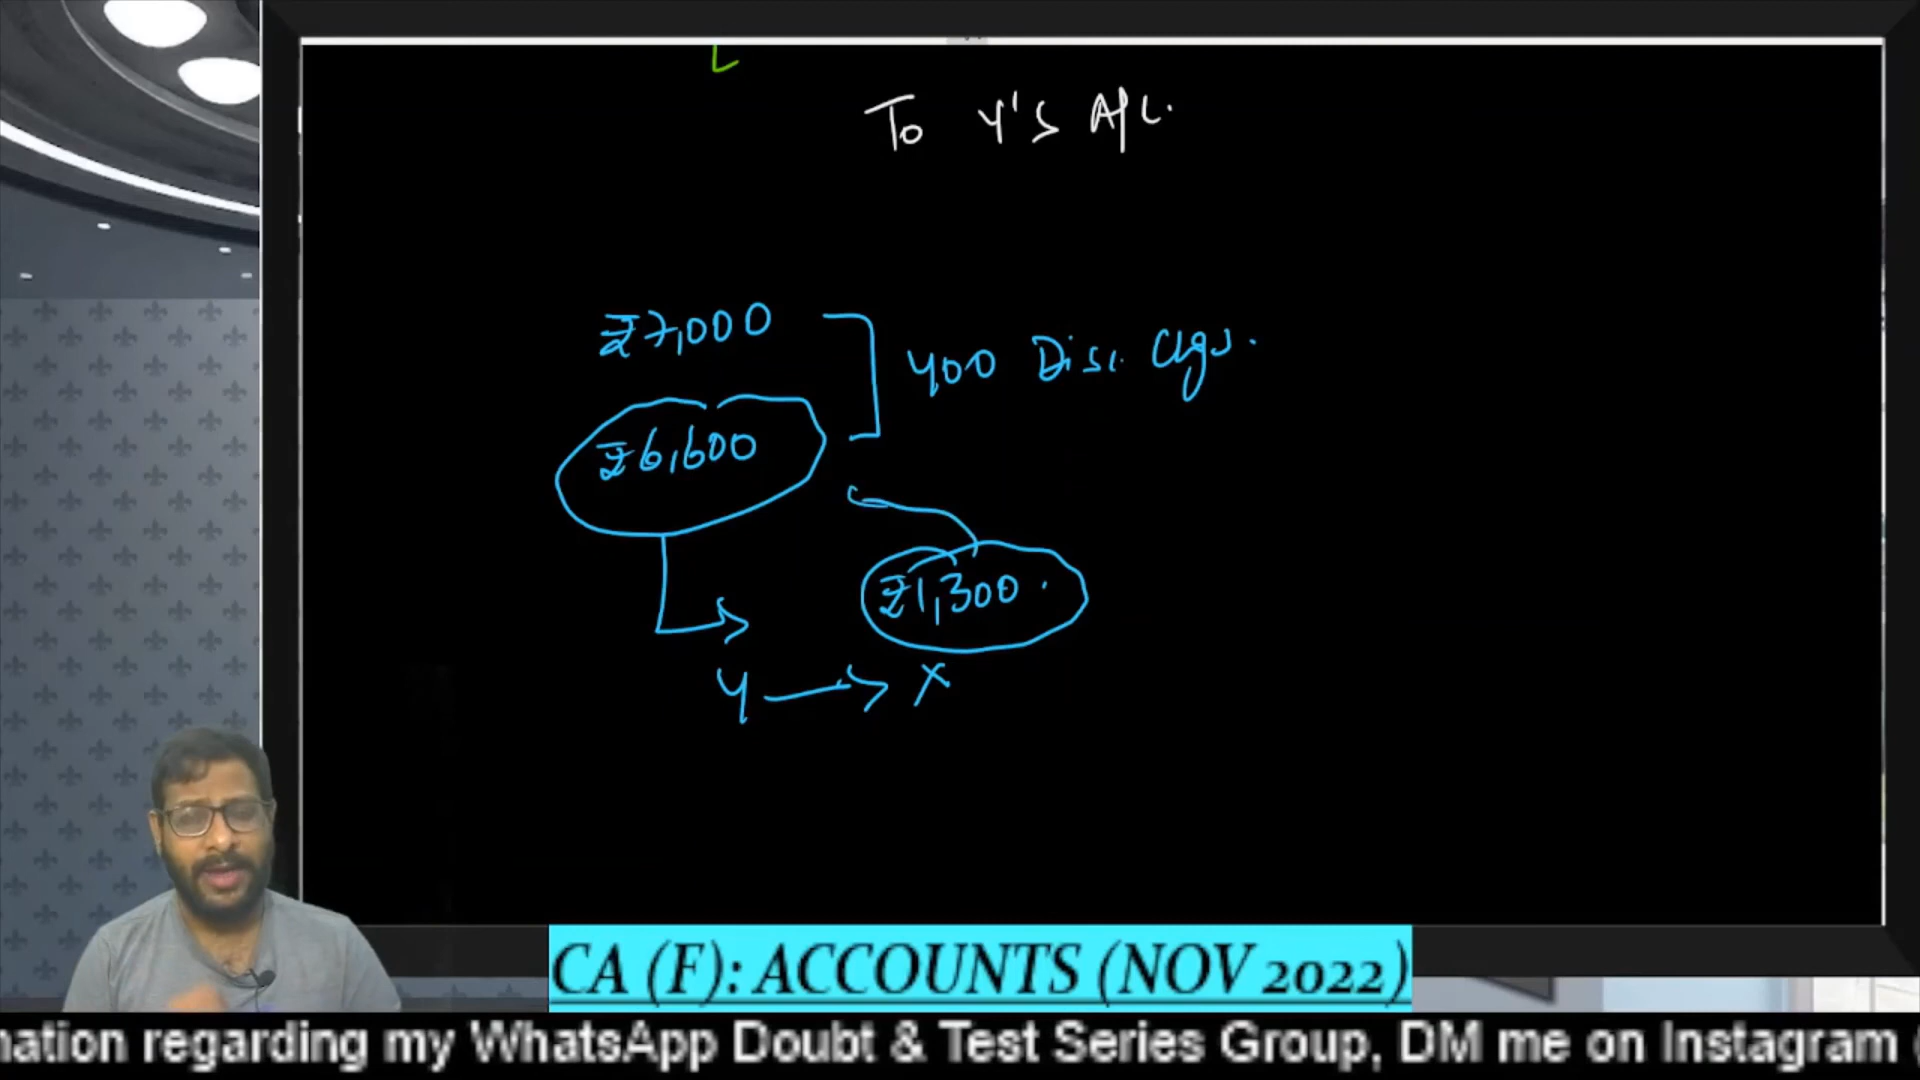 To Y's A/c.
₹7,000
400 Disc. Chgs.
₹6,600
₹1,300.
Y → X
CA (F): ACCOUNTS (NOV 2022)
nation regarding my WhatsApp Doubt & Test Series Group, DM me on Instagram (